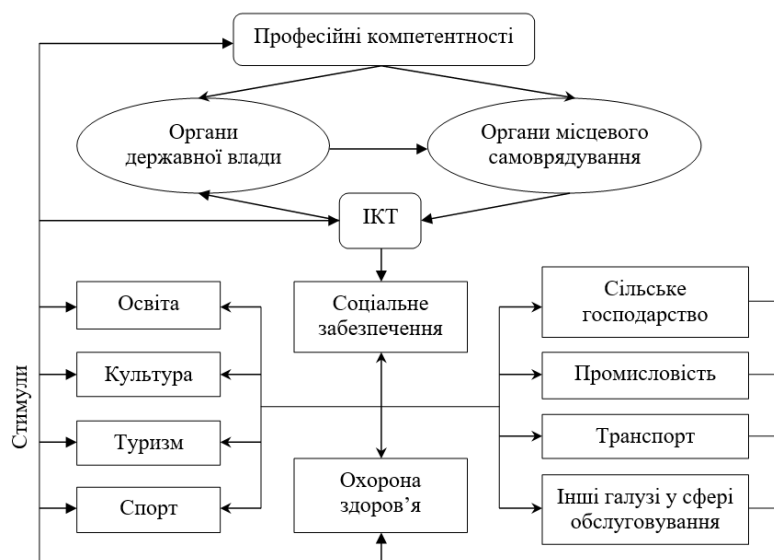 Професійні компетентності
Органи
державної влади
Органи місцевого
самоврядування
ІКТ
Стимули
Освіта
Культура
Туризм
Спорт
Соціальне
забезпечення
Охорона
здоров’я
Сільське
господарство
Промисловість
Транспорт
Інші галузі у сфері
обслуговування